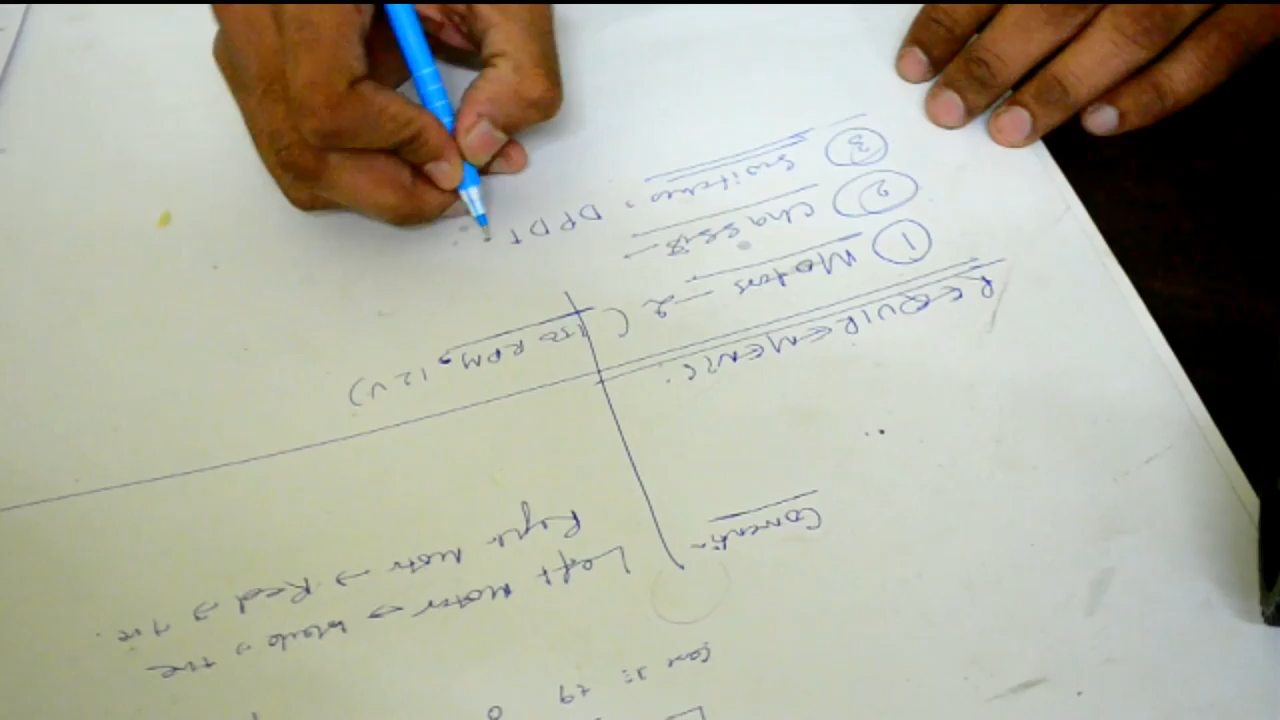 Left Motor → black → +ve
Right Motor → Red → +ve.
REQUIREMENTS:
① Motors — 2 (150 RPM, 12V)
② Chassis —
③ Switches, DPDT